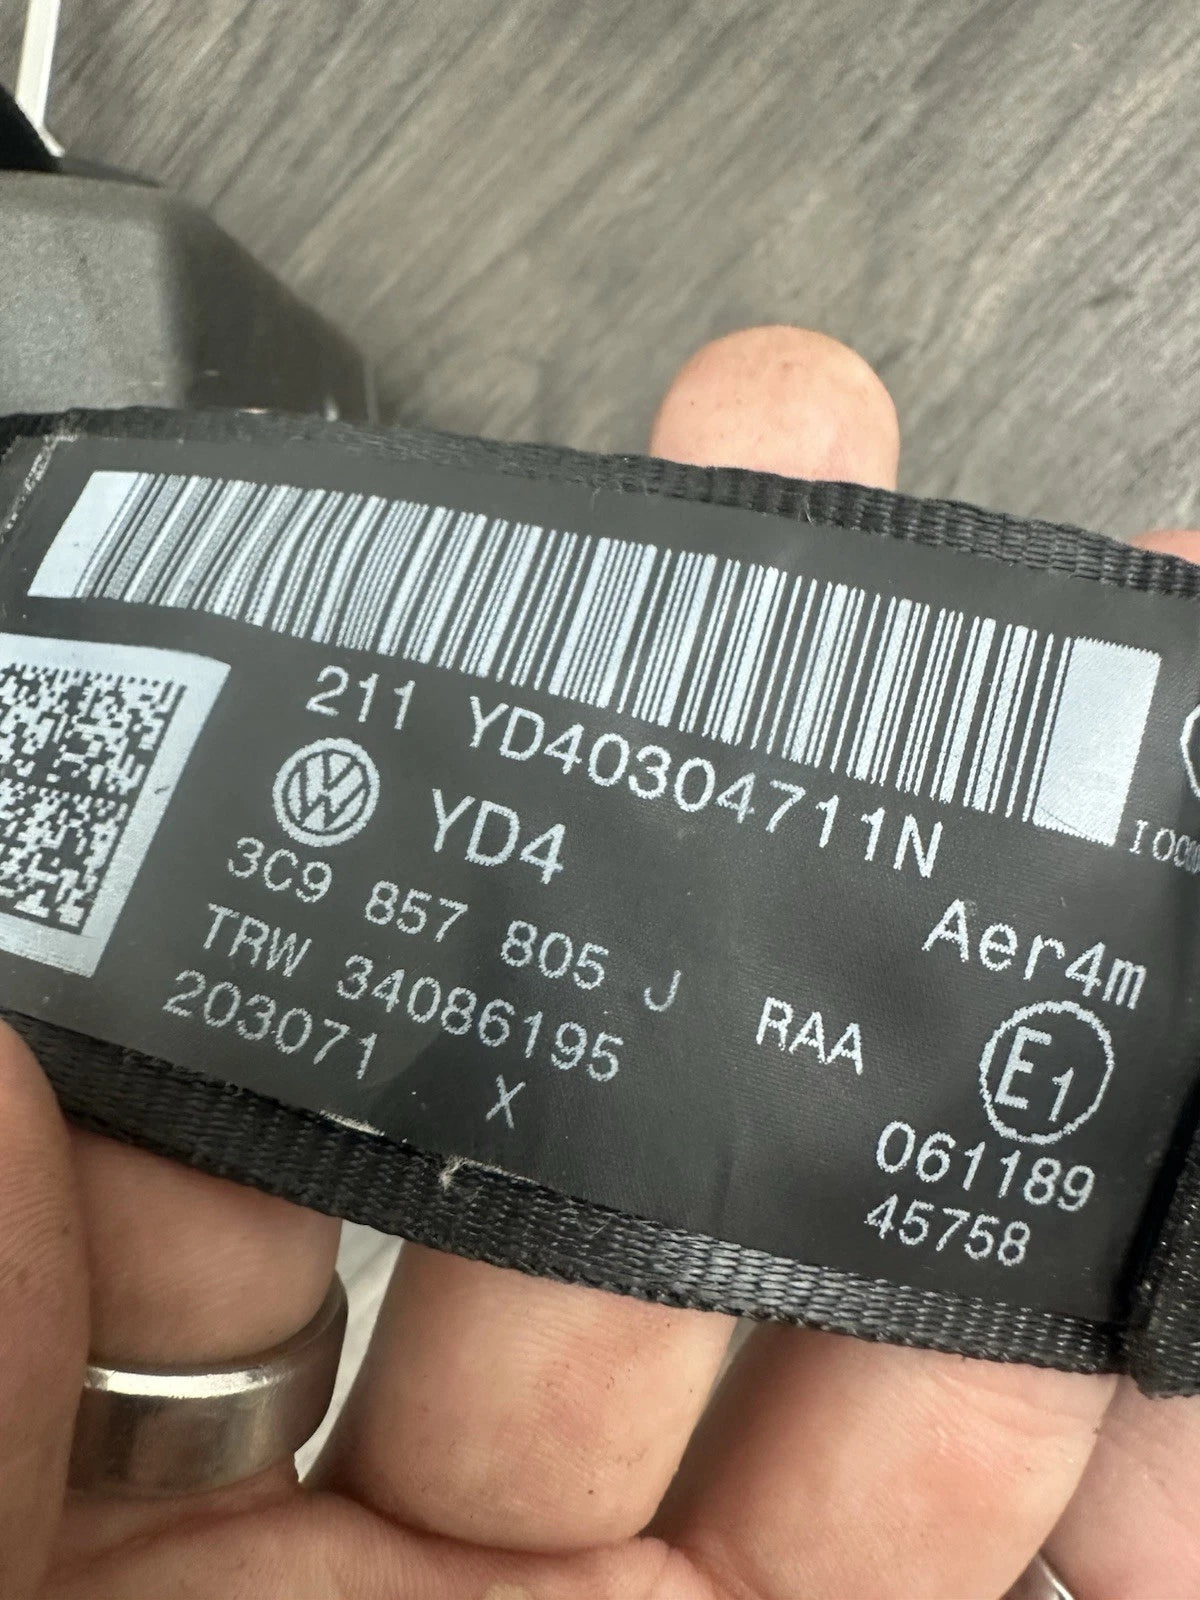 211 YD40304711N
YD4
Aer4m
3C9 857 805 J
RAA
E1
TRW 34086195
203071
X
061189
45758